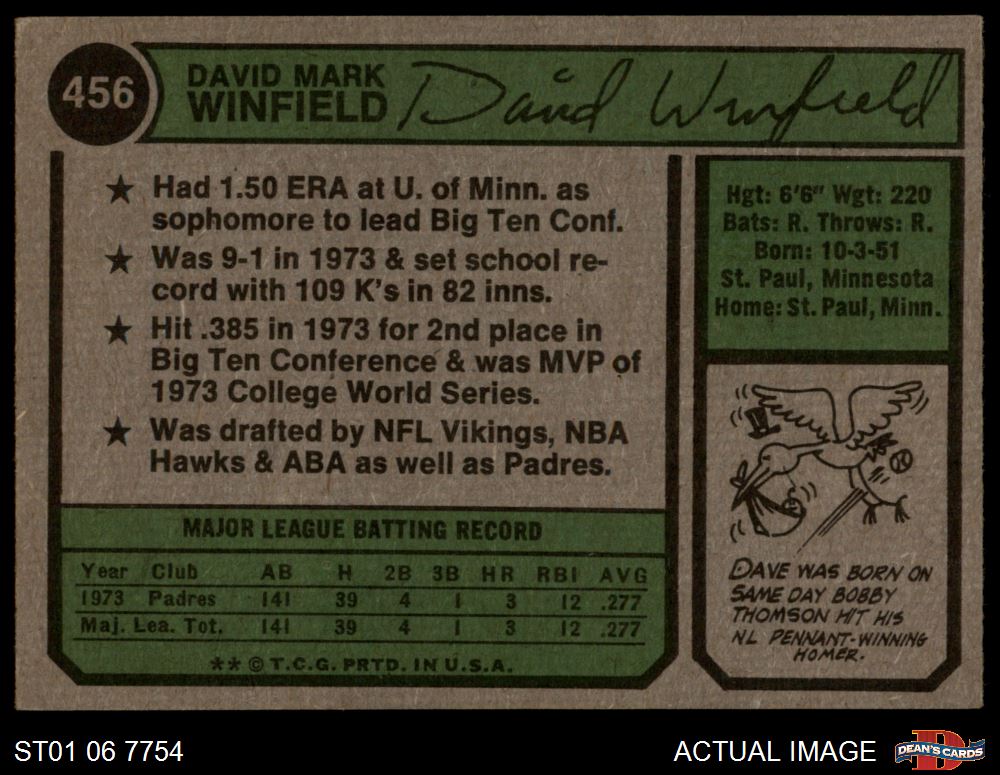 456
DAVID MARK
WINFIELD
David Winfield
★ Had 1.50 ERA at U. of Minn. as
sophomore to lead Big Ten Conf.
★ Was 9-1 in 1973 & set school re-
cord with 109 K's in 82 inns.
★ Hit .385 in 1973 for 2nd place in
Big Ten Conference & was MVP of
1973 College World Series.
★ Was drafted by NFL Vikings, NBA
Hawks & ABA as well as Padres.
Hgt: 6'6" Wgt: 220
Bats: R. Throws: R.
Born: 10-3-51
St. Paul, Minnesota
Home: St. Paul, Minn.
DAVE WAS BORN ON
SAME DAY BOBBY
THOMSON HIT HIS
NL PENNANT-WINNING
HOMER.
MAJOR LEAGUE BATTING RECORD
Year Club AB H 2B 3B HR RBI AVG
1973 Padres 141 39 4 1 3 12 .277
Maj. Lea. Tot. 141 39 4 1 3 12 .277
** © T.C.G. PRTD. IN U.S.A.
ST01 06 7754
ACTUAL IMAGE
D
DEAN'S CARDS